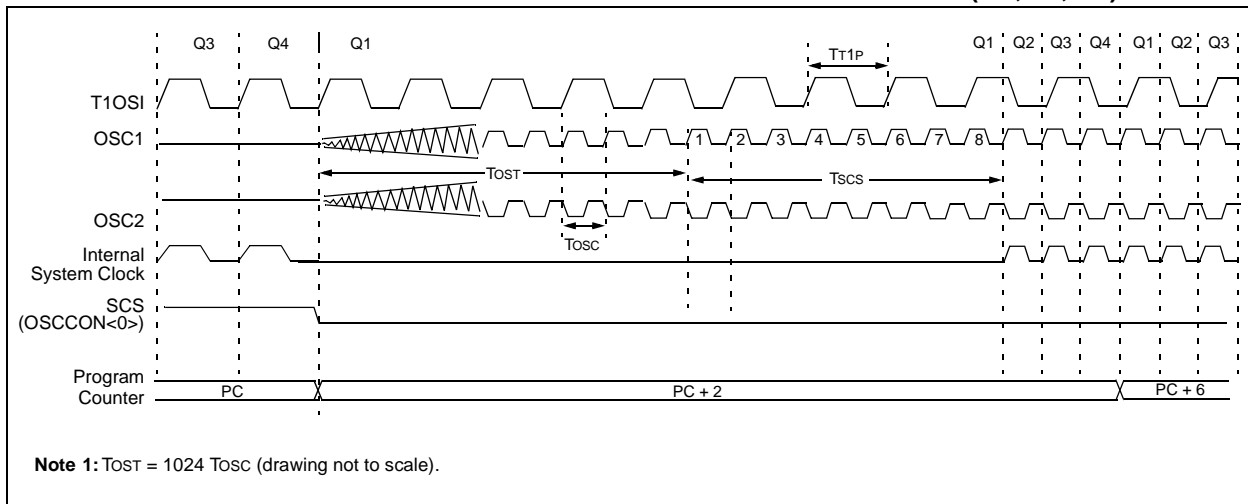 Q3 Q4 Q1 Q1 Q2 Q3 Q4 Q1 Q2 Q3
TT1P
T1OSI
OSC1
1 2 3 4 5 6 7 8
TOST TSCS
OSC2
TOSC
Internal
System Clock
SCS
(OSCCON<0>)
Program
Counter
PC PC + 2 PC + 6
Note 1: TOST = 1024 TOSC (drawing not to scale).